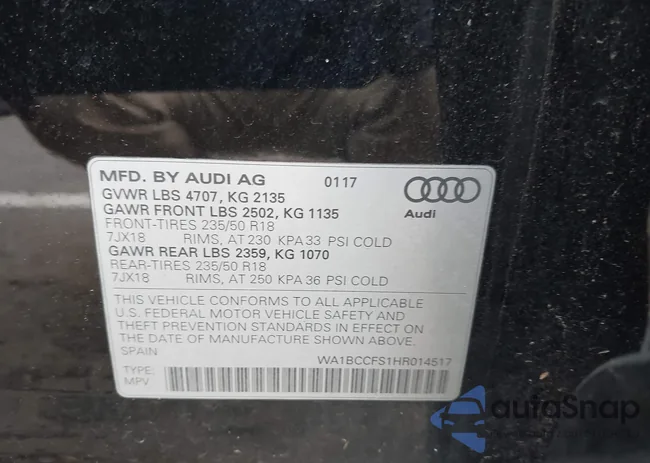 MFD. BY AUDI AG 0117
GVWR LBS 4707, KG 2135
GAWR FRONT LBS 2502, KG 1135
Audi
FRONT-TIRES 235/50 R18
7JX18 RIMS, AT 230 KPA 33 PSI COLD
GAWR REAR LBS 2359, KG 1070
REAR-TIRES 235/50 R18
7JX18 RIMS, AT 250 KPA 36 PSI COLD
THIS VEHICLE CONFORMS TO ALL APPLICABLE
U.S. FEDERAL MOTOR VEHICLE SAFETY AND
THEFT PREVENTION STANDARDS IN EFFECT ON
THE DATE OF MANUFACTURE SHOWN ABOVE.
SPAIN WA1BCCFS1HR014517
TYPE:
MPV
autoSnap